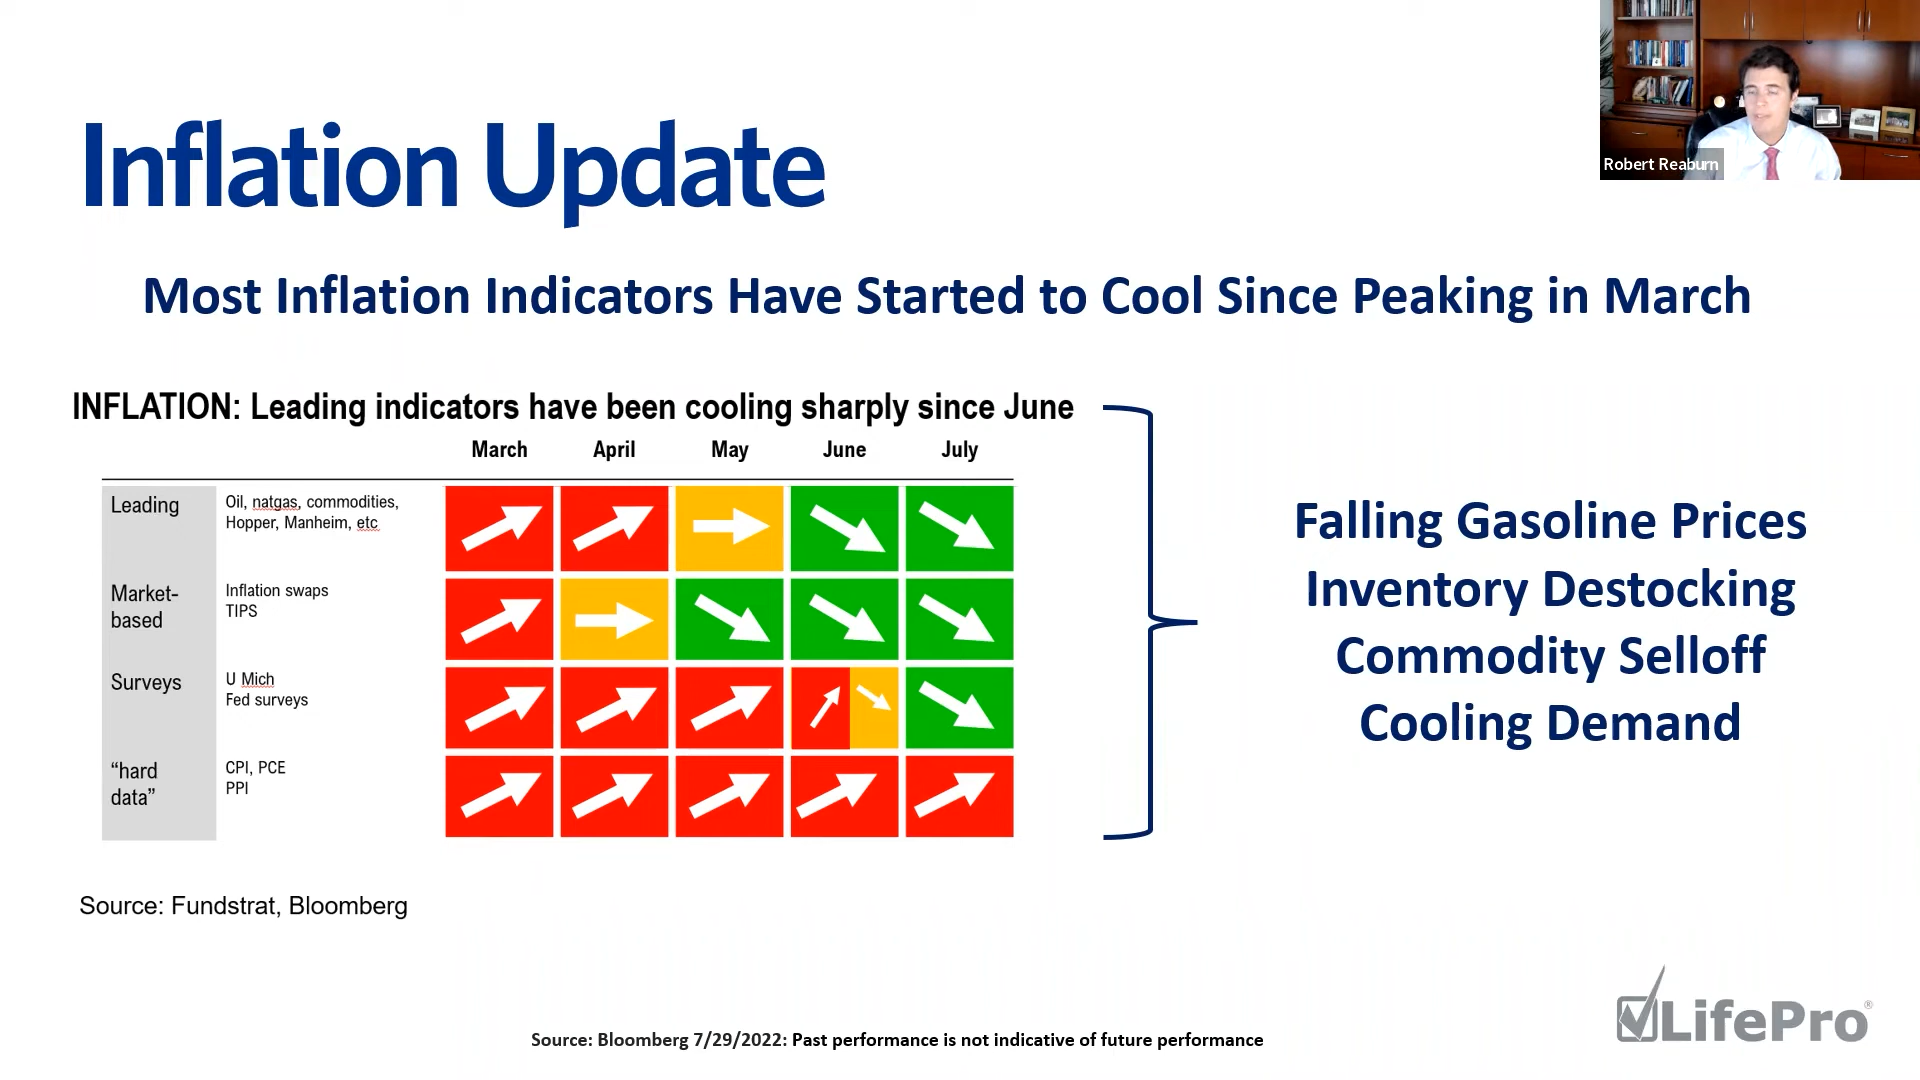 Robert Reaburn
Inflation Update
Most Inflation Indicators Have Started to Cool Since Peaking in March
INFLATION: Leading indicators have been cooling sharply since June
March April May June July
Leading
Oil, natgas, commodities,
Hopper, Manheim, etc
Market-
based
Inflation swaps
TIPS
Surveys
U Mich
Fed surveys
“hard
data”
CPI, PCE
PPI
Falling Gasoline Prices
Inventory Destocking
Commodity Selloff
Cooling Demand
Source: Fundstrat, Bloomberg
LifePro®
Source: Bloomberg 7/29/2022: Past performance is not indicative of future performance